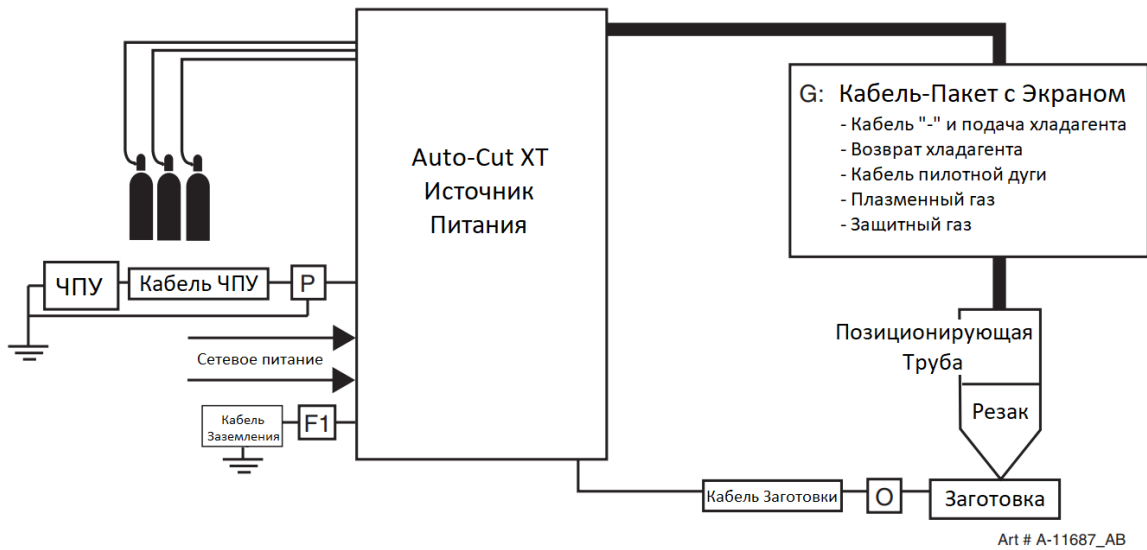 Auto-Cut XT
Источник
Питания
G: Кабель-Пакет с Экраном
- Кабель "-" и подача хладагента
- Возврат хладагента
- Кабель пилотной дуги
- Плазменный газ
- Защитный газ
ЧПУ
Кабель ЧПУ
P
Сетевое питание
Кабель
Заземления
F1
Позиционирующая
Труба
Резак
Кабель Заготовки
O
Заготовка
Art # A-11687_AB